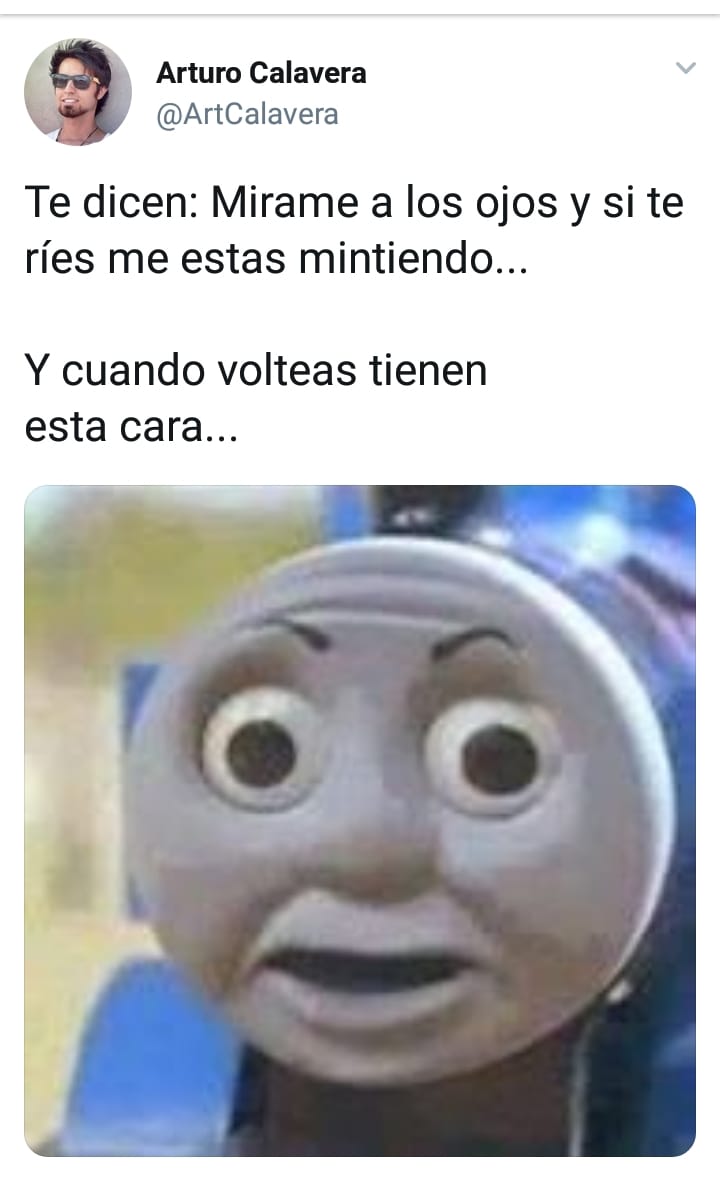 Arturo Calavera
@ArtCalavera
Te dicen: Mirame a los ojos y si te
ríes me estas mintiendo...
Y cuando volteas tienen
esta cara...